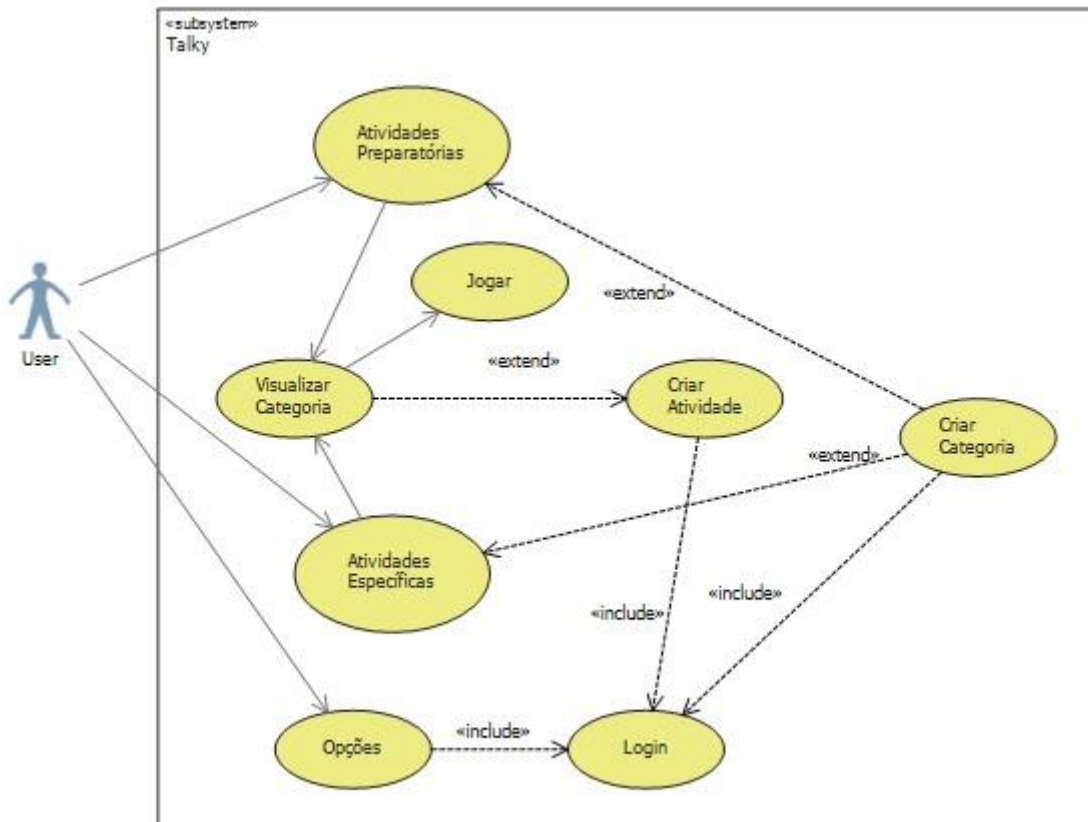 «subsystem»
Talky
Atividades
Preparatórias
Jogar
«extend»
User
«extend»
Visualizar
Categoria
Criar
Atividade
Criar
Categoria
«extend»
Atividades
Específicas
«include»
«include»
Opções
«include»
Login